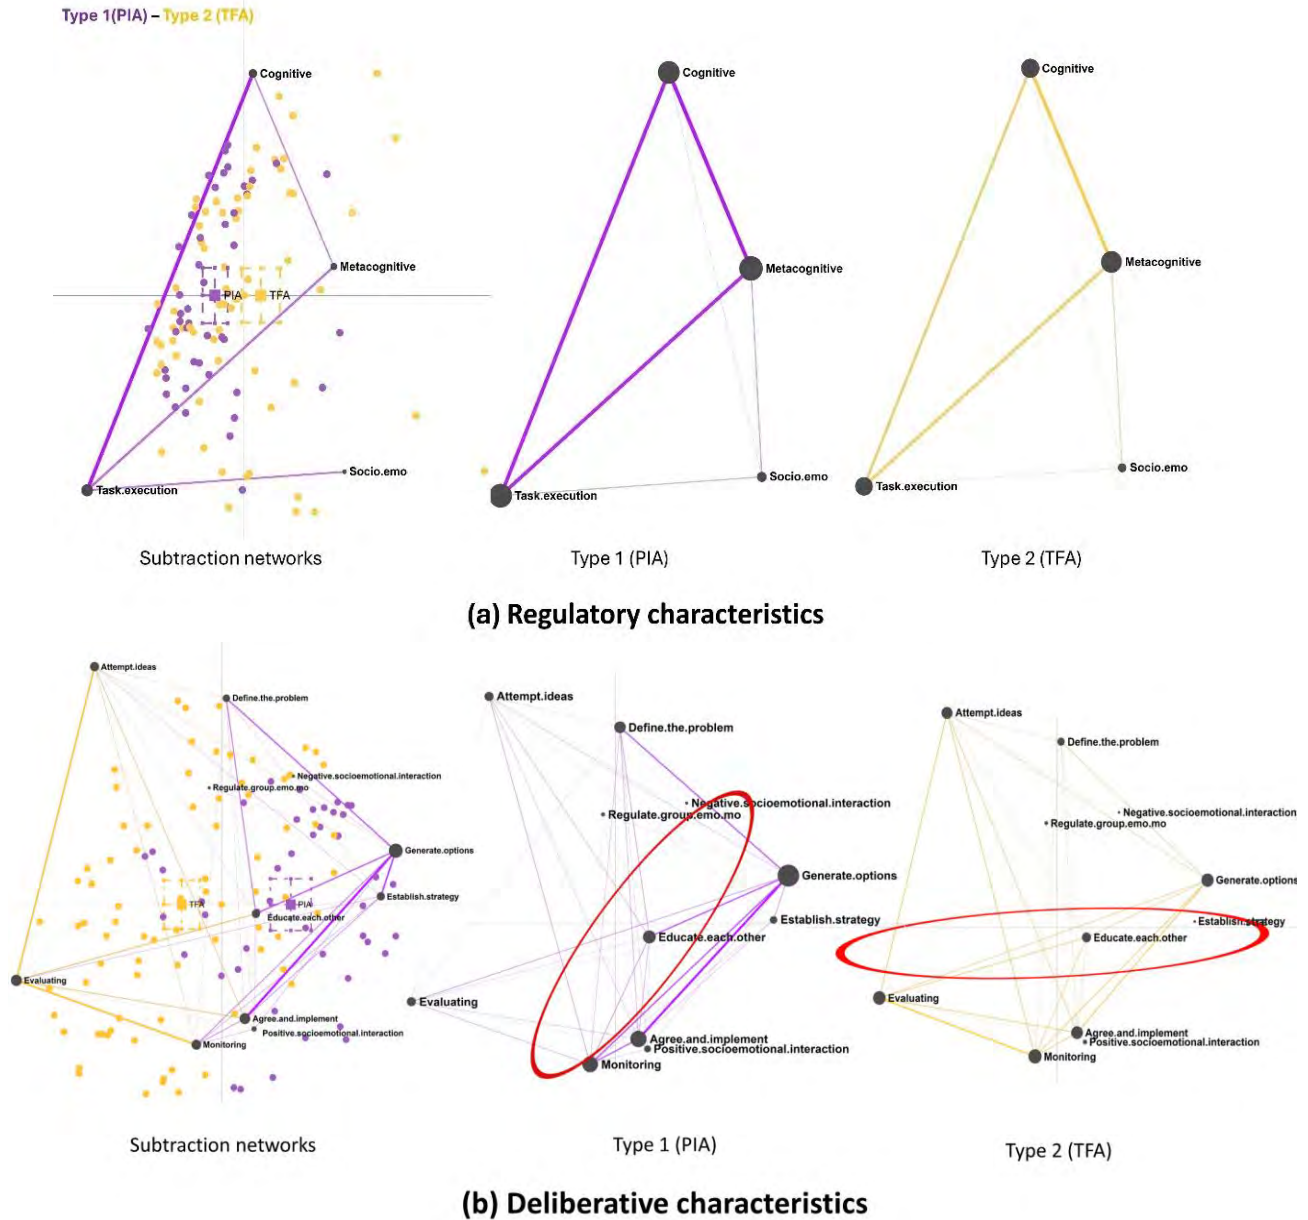 Type 1(PIA) – Type 2 (TFA)
Cognitive
Metacognitive
PIA
TFA
Socio.emo
Task.execution
Cognitive
Metacognitive
Socio.emo
Task.execution
Cognitive
Metacognitive
Socio.emo
Task.execution
Subtraction networks
Type 1 (PIA)
Type 2 (TFA)
(a) Regulatory characteristics
Attempt.ideas
Define.the.problem
Negative.socioemotional.interaction
Regulate.group.emo.mo
Generate.options
Establish.strategy
TFA
PIA
Educate.each.other
Evaluating
Agree.and.implement
Positive.socioemotional.interaction
Monitoring
Attempt.ideas
Define.the.problem
Negative.socioemotional.interaction
Regulate.group.emo.mo
Generate.options
Establish.strategy
Educate.each.other
Evaluating
Agree.and.implement
Positive.socioemotional.interaction
Monitoring
Attempt.ideas
Define.the.problem
Negative.socioemotional.interaction
Regulate.group.emo.mo
Generate.options
Establish.strategy
Educate.each.other
Evaluating
Agree.and.implement
Positive.socioemotional.interaction
Monitoring
Subtraction networks
Type 1 (PIA)
Type 2 (TFA)
(b) Deliberative characteristics